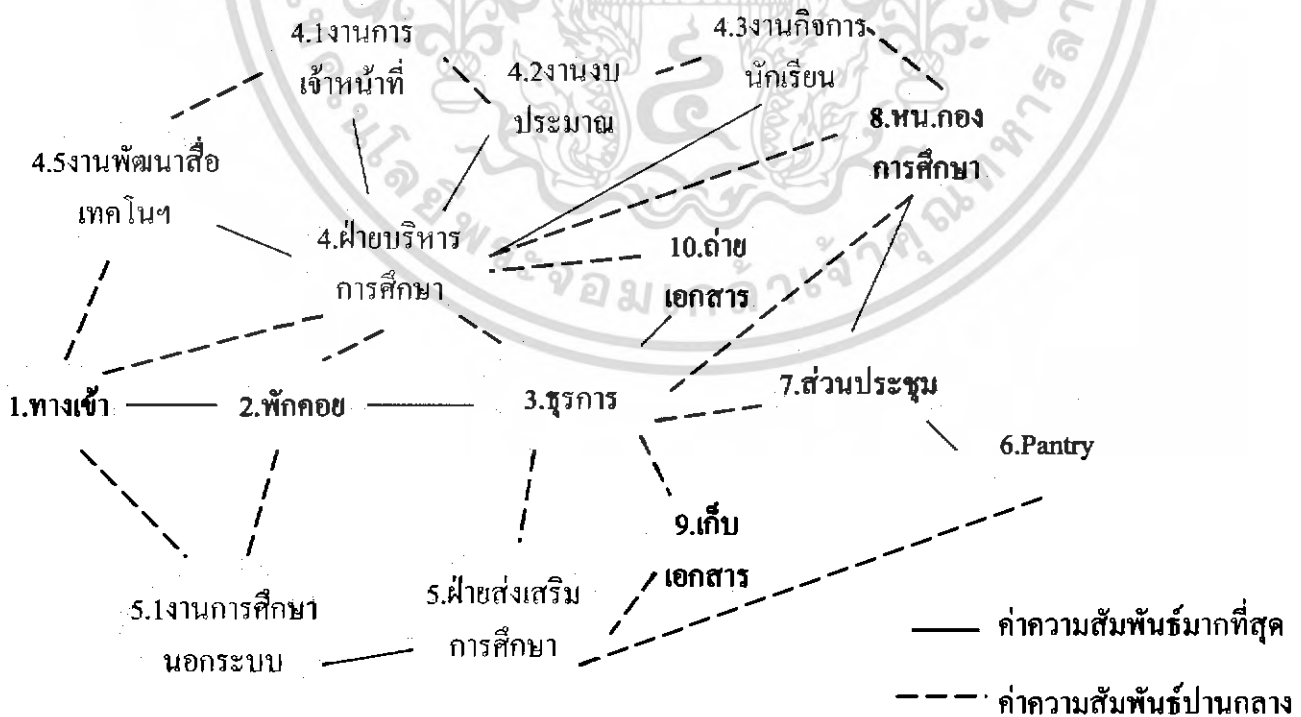 4.1งานการ
เจ้าหน้าที่
4.2งานงบ
ประมาณ
4.3งานกิจการ
นักเรียน
8.หน.กอง
การศึกษา
4.5งานพัฒนาสื่อ
เทคโนฯ
4.ฝ่ายบริหาร
การศึกษา
10.ถ่าย
เอกสาร
1.ทางเข้า
2.พักคอย
3.ธุรการ
7.ส่วนประชุม
6.Pantry
9.เก็บ
เอกสาร
5.1งานการศึกษา
นอกระบบ
5.ฝ่ายส่งเสริม
การศึกษา
ค่าความสัมพันธ์มากที่สุด
ค่าความสัมพันธ์ปานกลาง